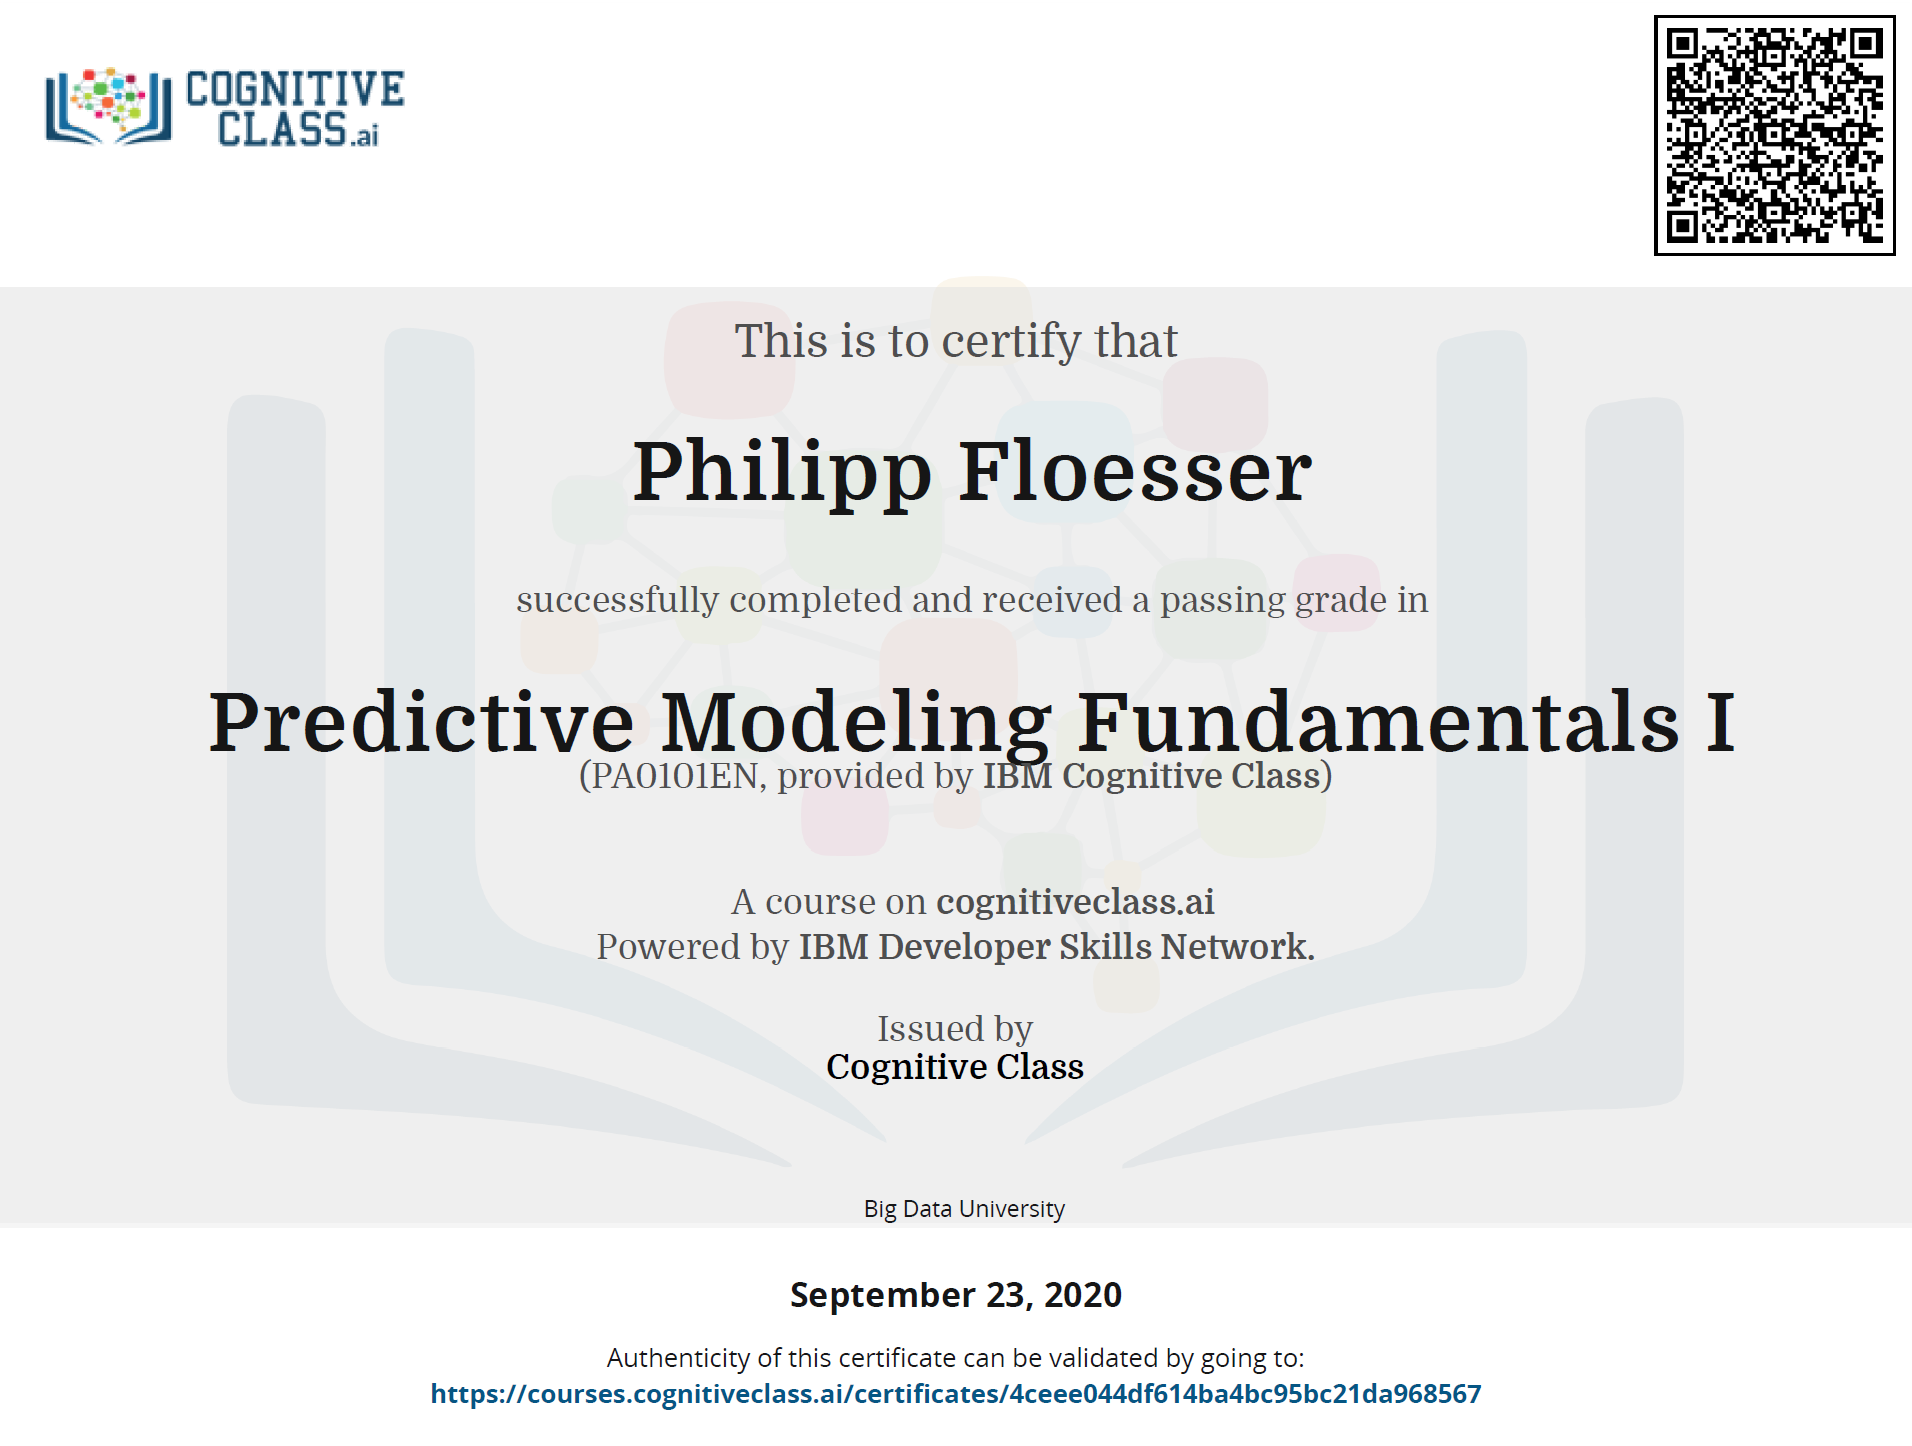 COGNITIVE
CLASS.ai
This is to certify that
Philipp Floesser
successfully completed and received a passing grade in
Predictive Modeling Fundamentals I
(PA0101EN, provided by IBM Cognitive Class)
A course on cognitiveclass.ai
Powered by IBM Developer Skills Network.
Issued by
Cognitive Class
Big Data University
September 23, 2020
Authenticity of this certificate can be validated by going to:
https://courses.cognitiveclass.ai/certificates/4ceee044df614ba4bc95bc21da968567